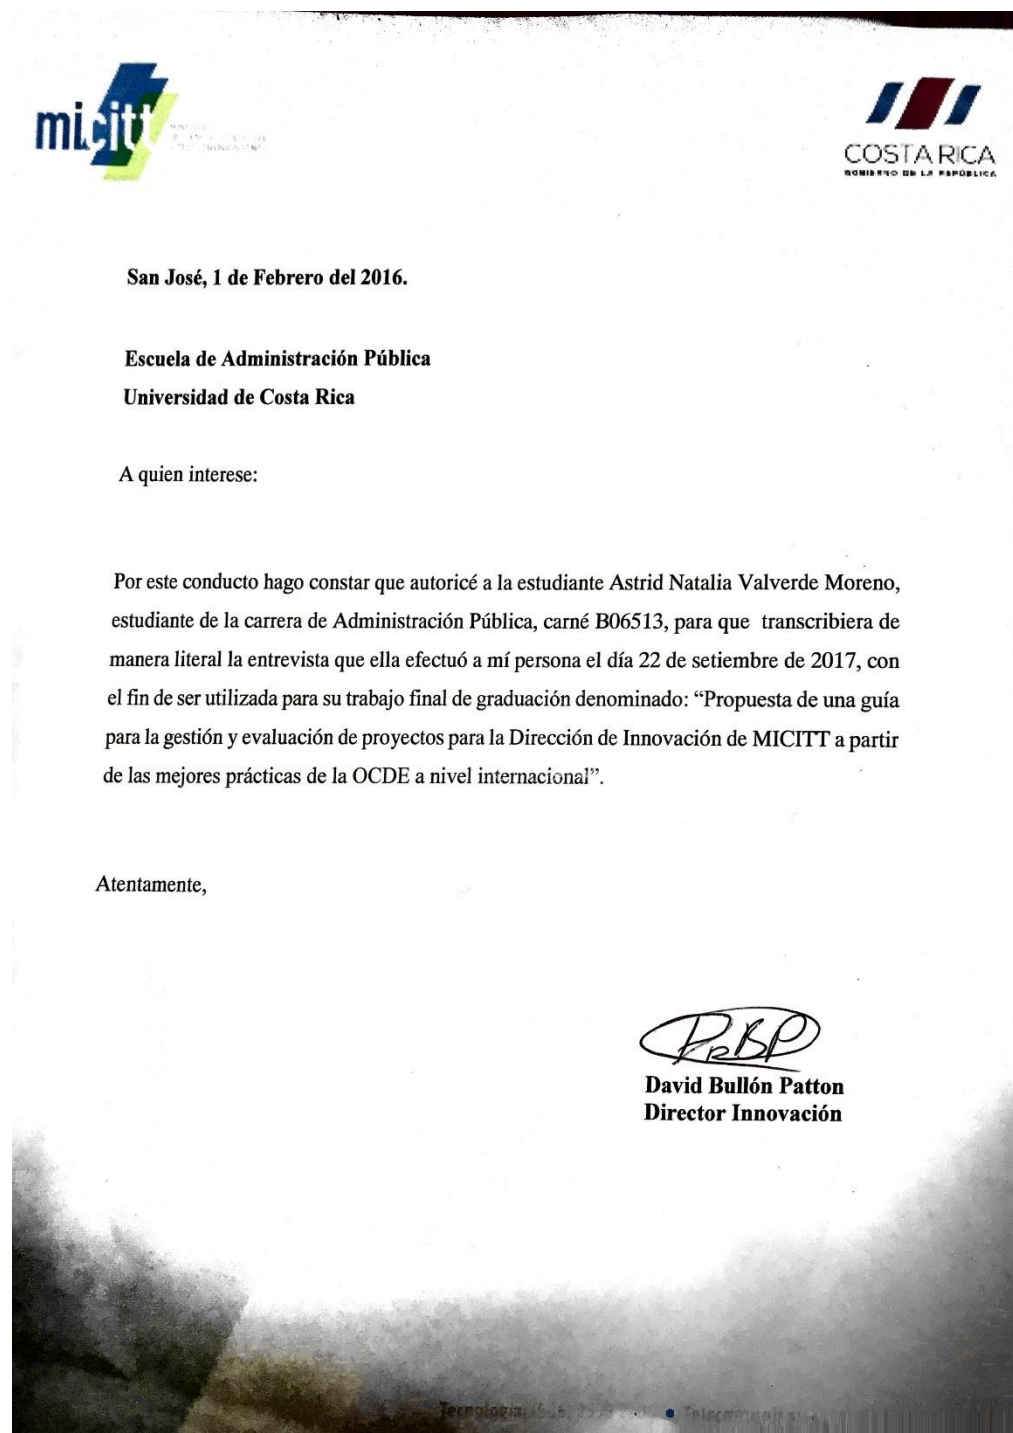 micitt
COSTA RICA
GOBIERNO DE LA REPÚBLICA
San José, 1 de Febrero del 2016.
Escuela de Administración Pública
Universidad de Costa Rica
A quien interese:
Por este conducto hago constar que autoricé a la estudiante Astrid Natalia Valverde Moreno,
estudiante de la carrera de Administración Pública, carné B06513, para que transcribiera de
manera literal la entrevista que ella efectuó a mí persona el día 22 de setiembre de 2017, con
el fin de ser utilizada para su trabajo final de graduación denominado: “Propuesta de una guía
para la gestión y evaluación de proyectos para la Dirección de Innovación de MICITT a partir
de las mejores prácticas de la OCDE a nivel internacional”.
Atentamente,
David Bullón Patton
Director Innovación